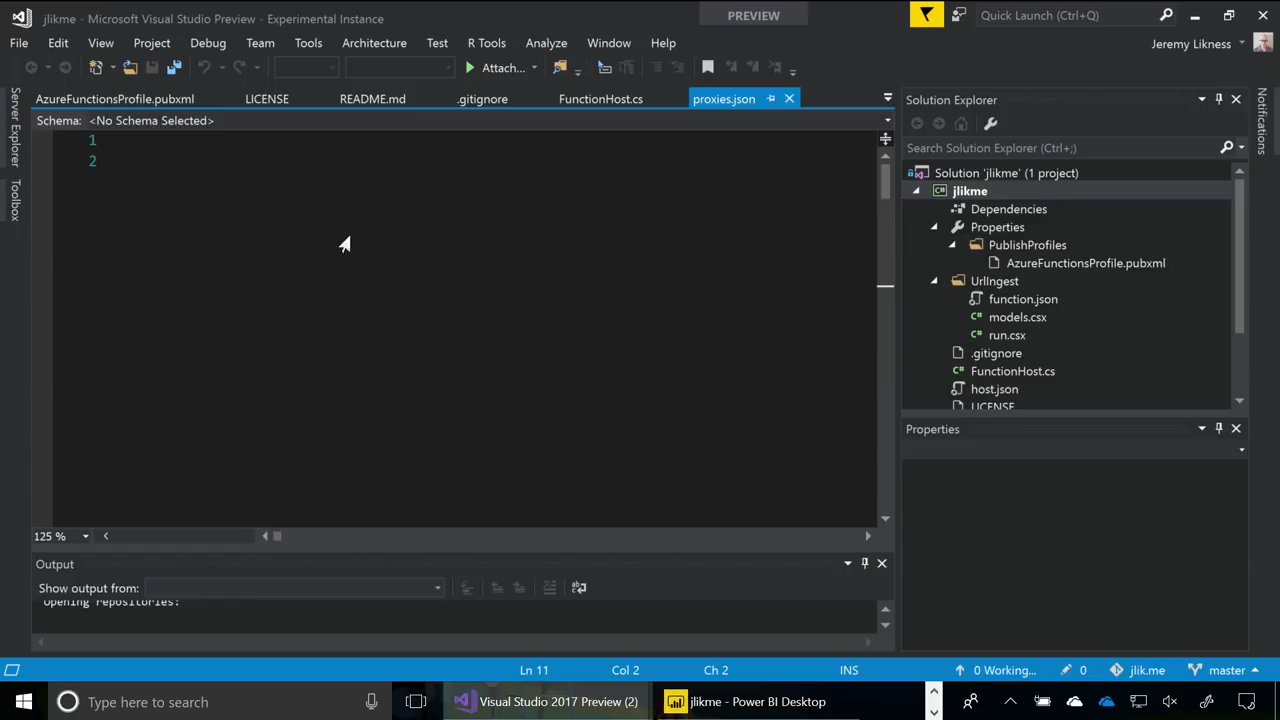 jlikme - Microsoft Visual Studio Preview - Experimental Instance
PREVIEW
Quick Launch (Ctrl+Q)
File Edit View Project Debug Team Tools Architecture Test R Tools Analyze Window Help
Jeremy Likness
Attach...
Server Explorer
Toolbox
AzureFunctionsProfile.pubxml LICENSE README.md .gitignore FunctionHost.cs proxies.json
Schema: <No Schema Selected>
1
2
125 %
Output
Show output from:
Opening repositories:
Solution Explorer
Search Solution Explorer (Ctrl+;)
Solution 'jlikme' (1 project)
C# jlikme
Dependencies
Properties
PublishProfiles
AzureFunctionsProfile.pubxml
UrlIngest
function.json
C# models.csx
C# run.csx
.gitignore
C# FunctionHost.cs
host.json
LICENSE
Properties
Notifications
Ln 11 Col 2 Ch 2 INS 0 Working... 0 jlik.me master
Type here to search
Visual Studio 2017 Preview (2)
jlikme - Power BI Desktop